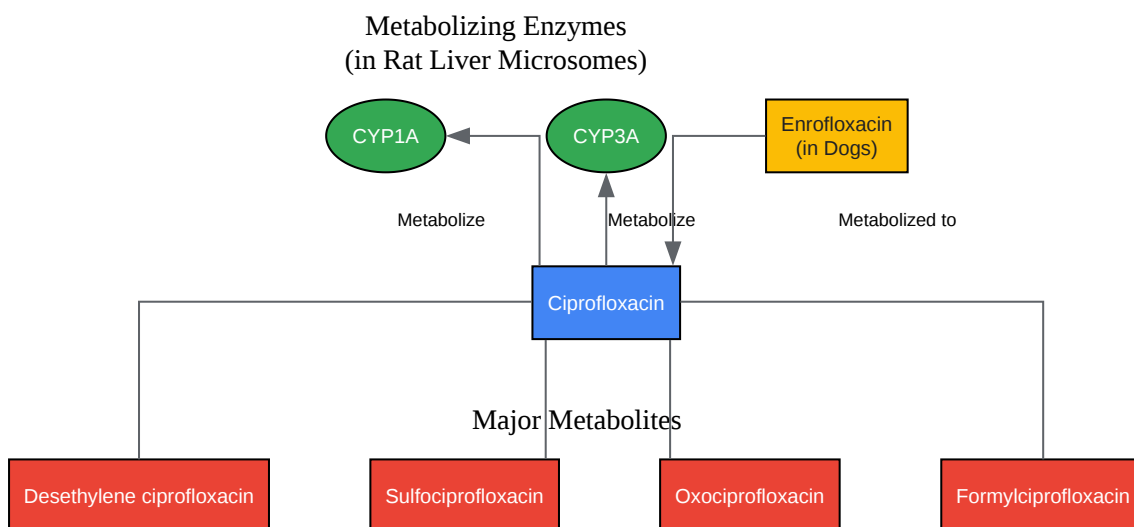 Metabolizing Enzymes
(in Rat Liver Microsomes)
CYP1A
CYP3A
Enrofloxacin
(in Dogs)
Metabolize
Metabolize
Metabolized to
Ciprofloxacin
Major Metabolites
Desethylene ciprofloxacin
Sulfociprofloxacin
Oxociprofloxacin
Formylciprofloxacin